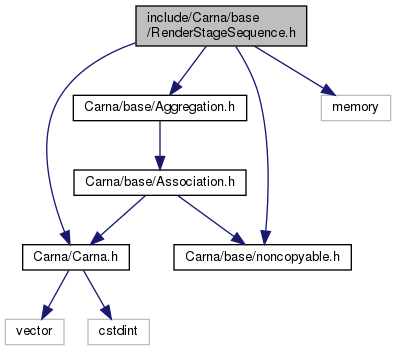 include/Carna/base
/RenderStageSequence.h
Carna/base/Aggregation.h
memory
Carna/base/Association.h
Carna/Carna.h
Carna/base/noncopyable.h
vector
cstdint